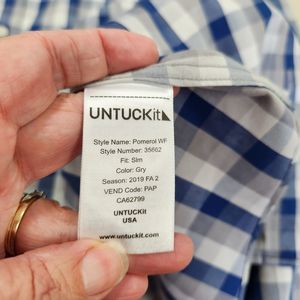 UNTUCKit
Style Name: Pomerol WF
Style Number: 35662
Fit: Slm
Color: Gry
Season: 2019 FA 2
VEND Code: PAP
CA62799
UNTUCKit
USA
www.untuckit.com